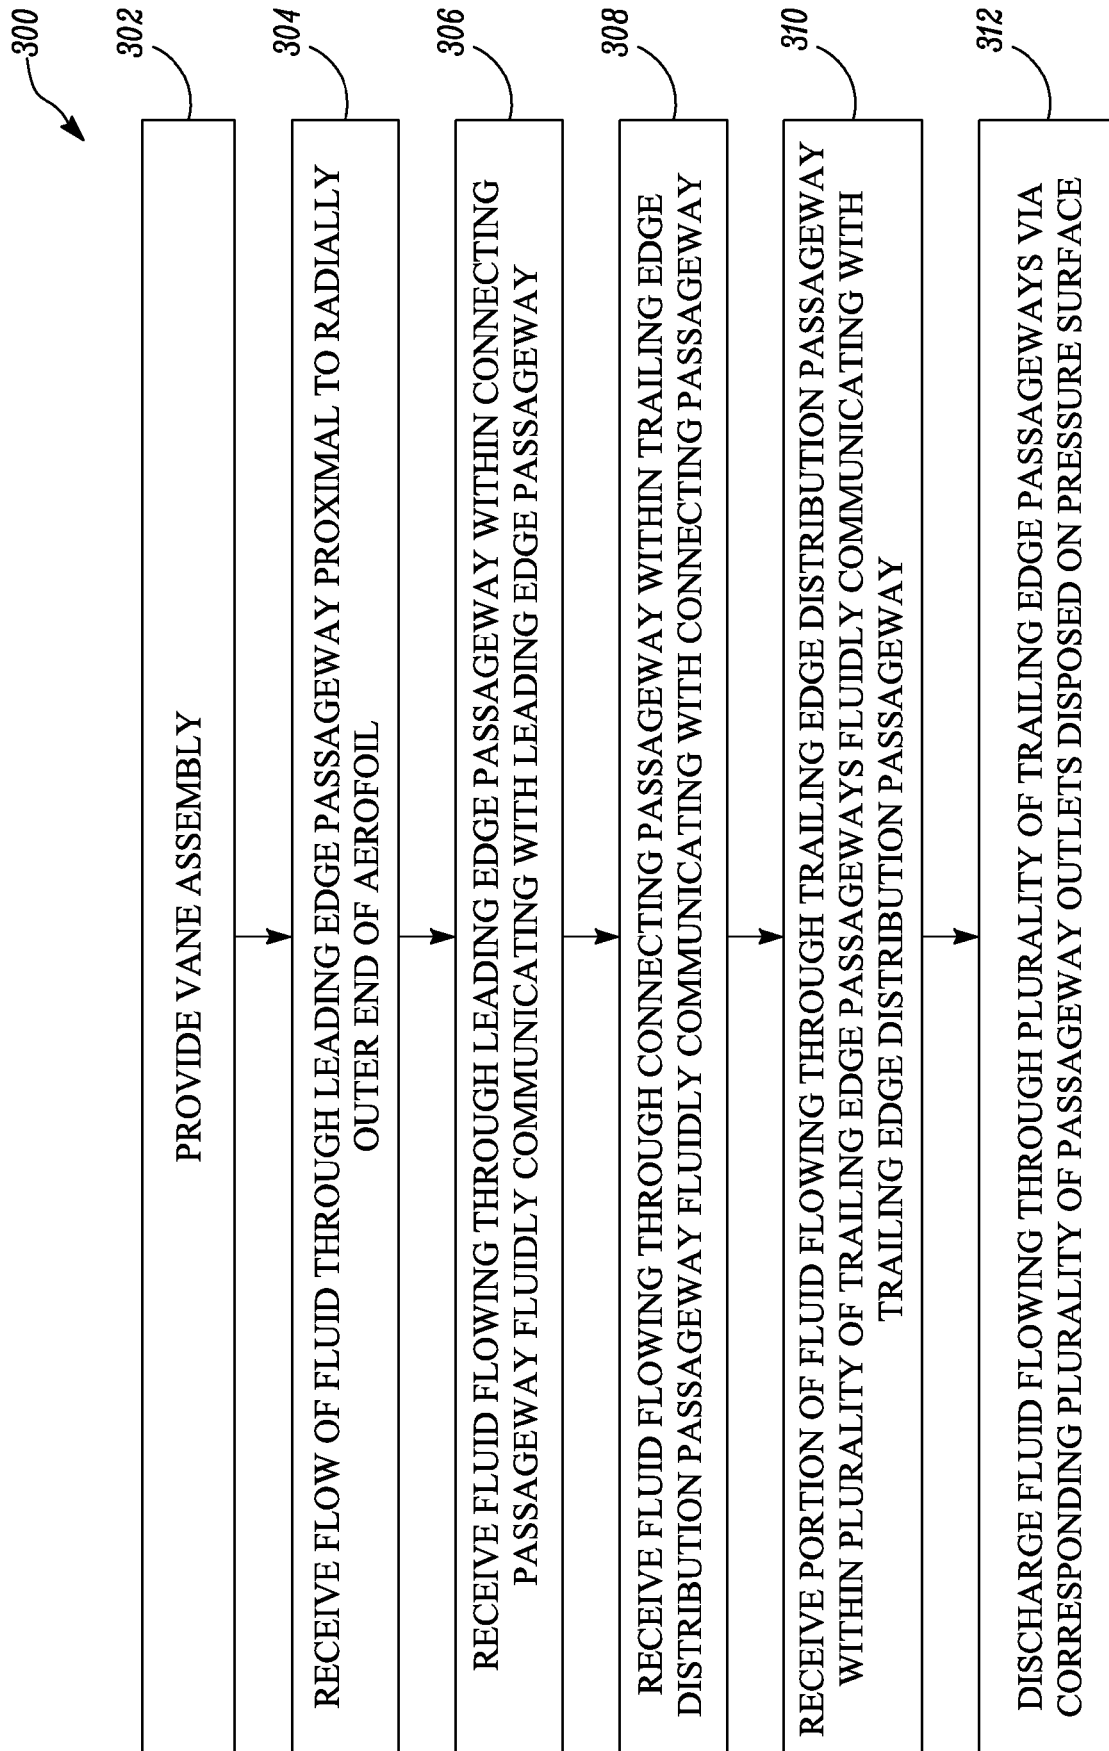 300
302
PROVIDE VANE ASSEMBLY
304
RECEIVE FLOW OF FLUID THROUGH LEADING EDGE PASSAGEWAY PROXIMAL TO RADIALLY
OUTER END OF AEROFOIL
306
RECEIVE FLUID FLOWING THROUGH LEADING EDGE PASSAGEWAY WITHIN CONNECTING
PASSAGEWAY FLUIDLY COMMUNICATING WITH LEADING EDGE PASSAGEWAY
308
RECEIVE FLUID FLOWING THROUGH CONNECTING PASSAGEWAY WITHIN TRAILING EDGE
DISTRIBUTION PASSAGEWAY FLUIDLY COMMUNICATING WITH CONNECTING PASSAGEWAY
310
RECEIVE PORTION OF FLUID FLOWING THROUGH TRAILING EDGE DISTRIBUTION PASSAGEWAY
WITHIN PLURALITY OF TRAILING EDGE PASSAGEWAYS FLUIDLY COMMUNICATING WITH
TRAILING EDGE DISTRIBUTION PASSAGEWAY
312
DISCHARGE FLUID FLOWING THROUGH PLURALITY OF TRAILING EDGE PASSAGEWAYS VIA
CORRESPONDING PLURALITY OF PASSAGEWAY OUTLETS DISPOSED ON PRESSURE SURFACE